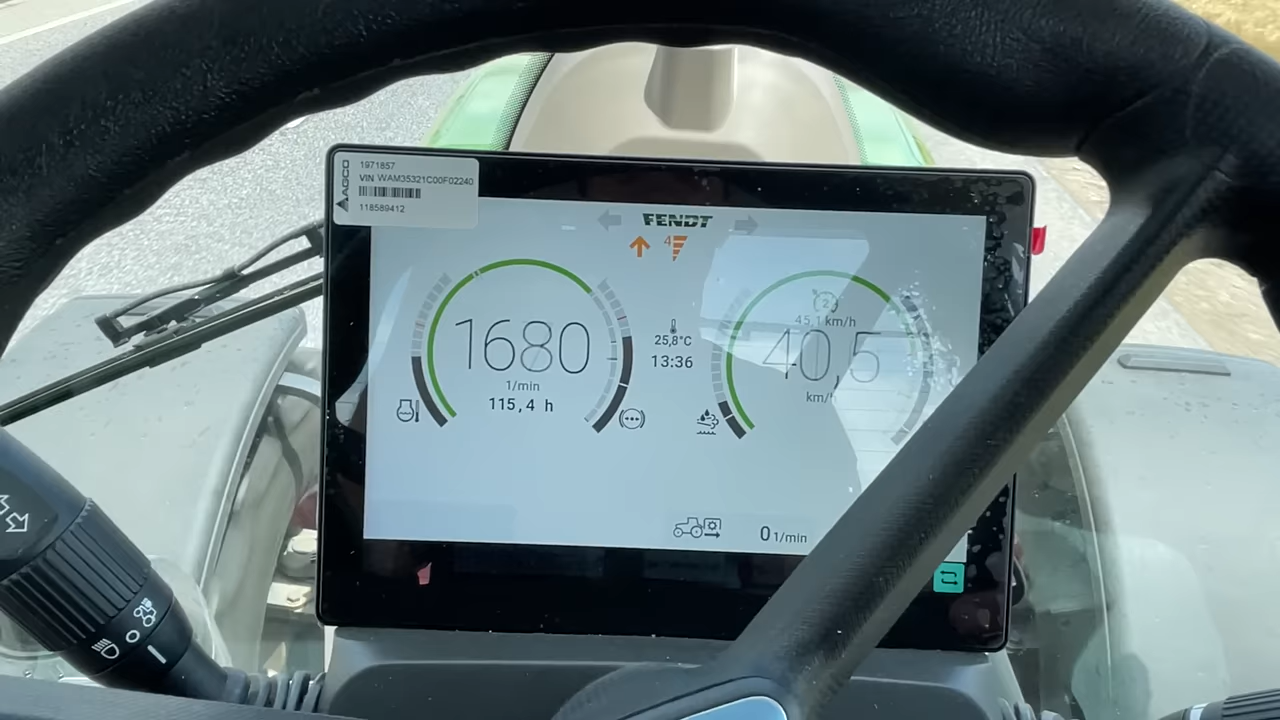 AGCO
1971857
VIN WAM35321C00F02240
118589412
FENDT
4
1680
1/min
115,4 h
25,8°C
13:36
2
45,1 km/h
40,5
km/h
0 1/min